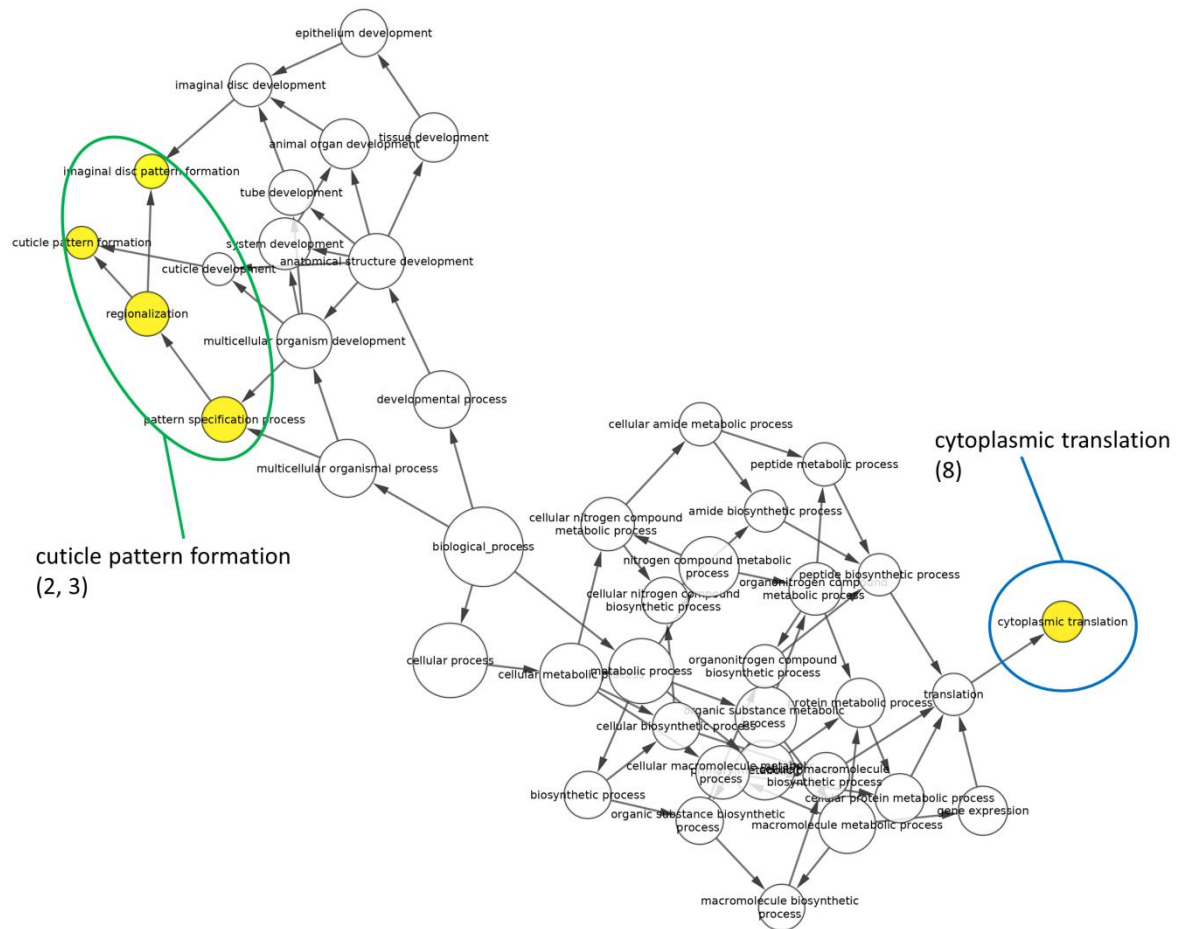 epithelium development
imaginal disc development
animal organ development
tissue development
imaginal disc pattern formation
tube development
cuticle pattern formation
system development
anatomical structure development
cuticle development
regionalization
multicellular organism development
developmental process
pattern specification process
multicellular organismal process
cellular amide metabolic process
peptide metabolic process
cytoplasmic translation
(8)
amide biosynthetic process
cellular nitrogen compound
metabolic process
biological_process
nitrogen compound metabolic
process
cuticle pattern formation
(2, 3)
organonitrogen compound
metabolic process
peptide biosynthetic process
cellular nitrogen compound
biosynthetic process
cytoplasmic translation
cellular process
cellular metabolic
metabolic process
organonitrogen compound
biosynthetic process
translation
protein metabolic process
organic substance metabolic
process
cellular biosynthetic process
cellular macromolecule
process
macromolecule
biosynthetic process
biosynthetic process
cellular protein metabolic process
gene expression
organic substance biosynthetic
process
macromolecule metabolic process
macromolecule biosynthetic
process